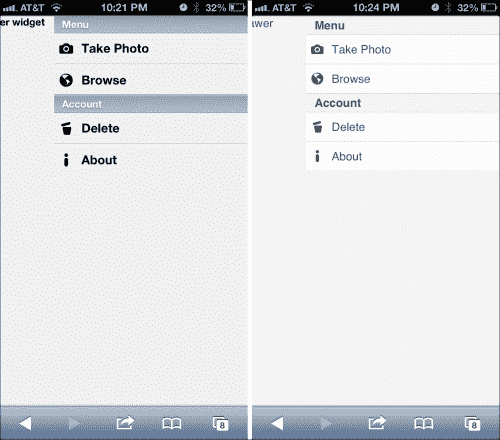 AT&T 10:21 PM 32%
er widget
Menu
Take Photo
Browse
Account
Delete
About
8
AT&T 10:24 PM 32%
awer
Menu
Take Photo
Browse
Account
Delete
About
8